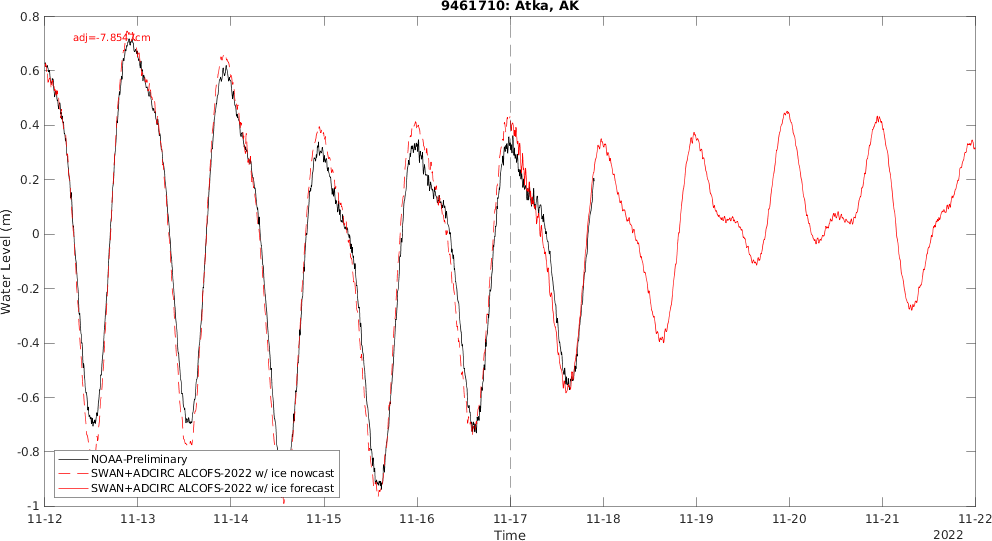 9461710: Atka, AK
adj=-7.8547cm
0.8
0.6
0.4
0.2
0
-0.2
-0.4
-0.6
-0.8
-1
Water Level (m)
NOAA-Preliminary
SWAN+ADCIRC ALCOFS-2022 w/ ice nowcast
SWAN+ADCIRC ALCOFS-2022 w/ ice forecast
11-12 11-13 11-14 11-15 11-16 11-17 11-18 11-19 11-20 11-21 11-22
Time
2022